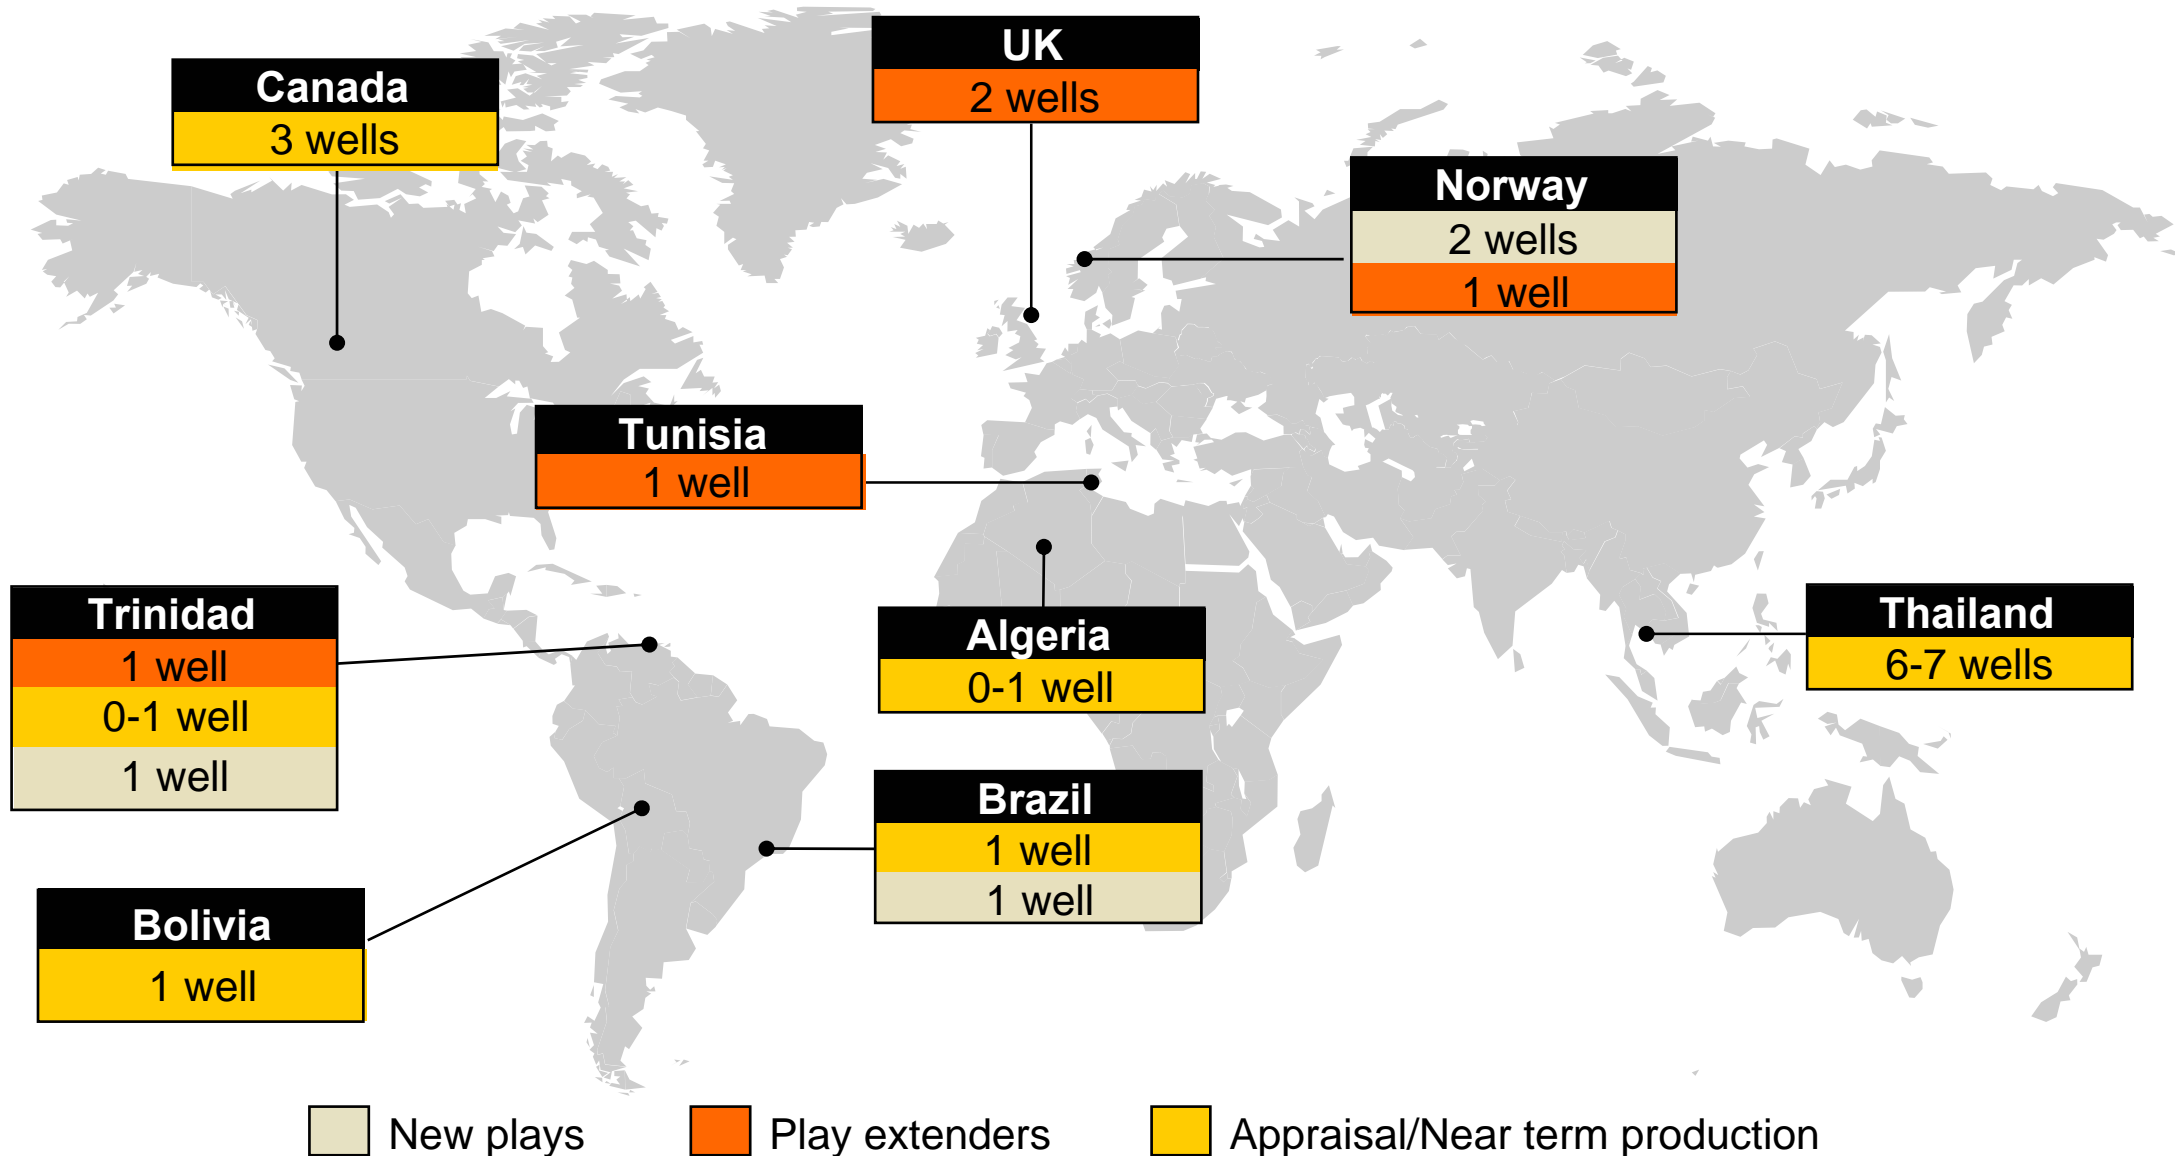 UK
2 wells
Canada
3 wells
Norway
2 wells
1 well
Tunisia
1 well
Trinidad
1 well
0-1 well
1 well
Algeria
0-1 well
Thailand
6-7 wells
Brazil
1 well
1 well
Bolivia
1 well
New plays
Play extenders
Appraisal/Near term production